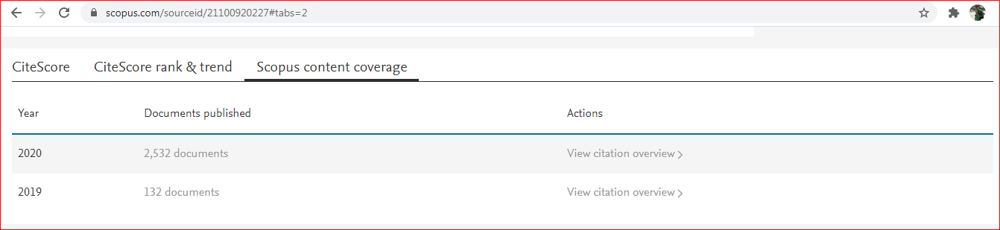 scopus.com/sourceid/21100920227#tabs=2
CiteScore CiteScore rank & trend Scopus content coverage
Year Documents published Actions
2020 2,532 documents View citation overview
2019 132 documents View citation overview